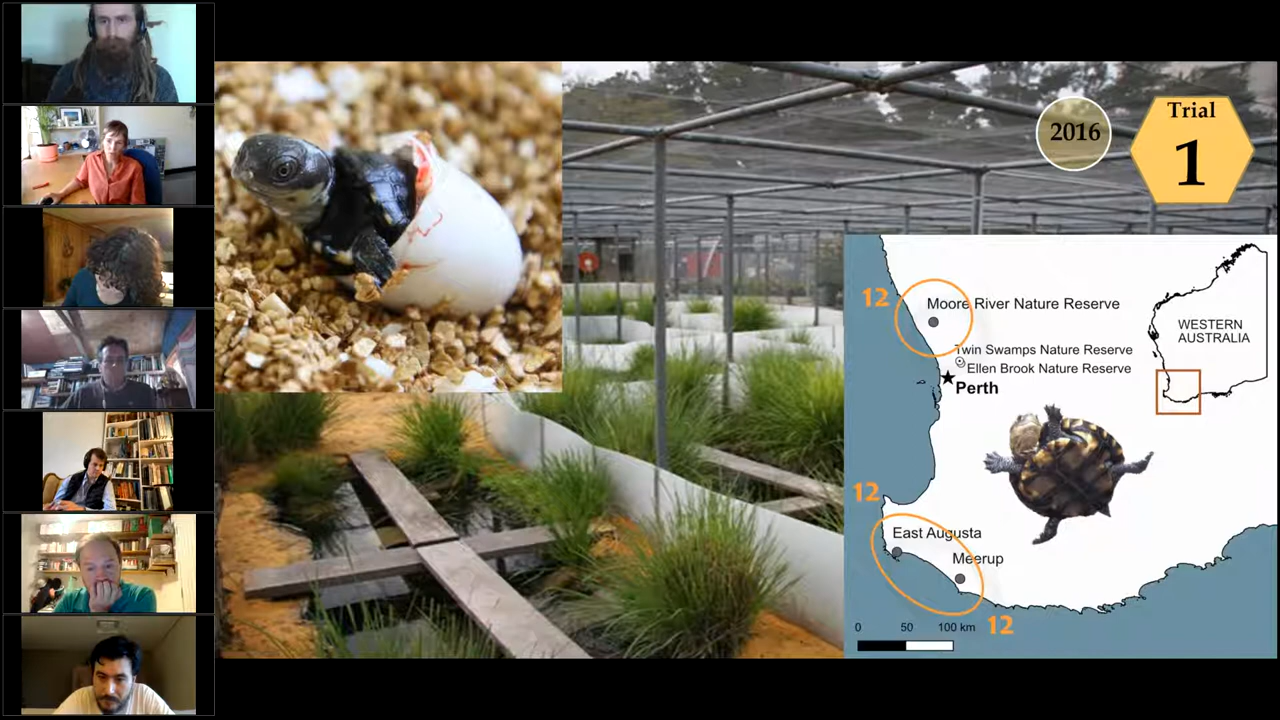 2016
Trial
1
12
Moore River Nature Reserve
Twin Swamps Nature Reserve
Ellen Brook Nature Reserve
Perth
WESTERN
AUSTRALIA
12
East Augusta
Meerup
0 50 100 km
12